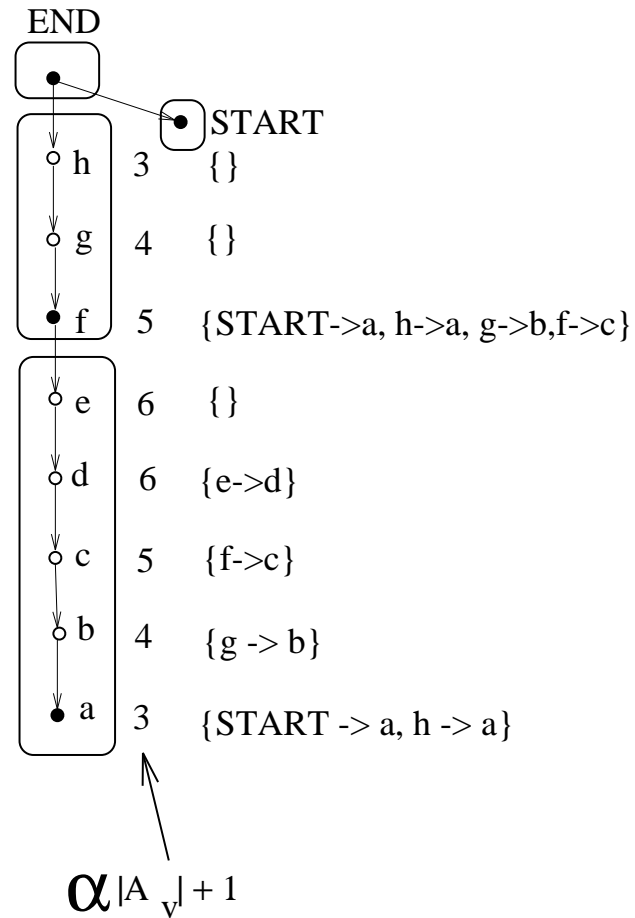 END
START
h 3 {}
g 4 {}
f 5 {START->a, h->a, g->b,f->c}
e 6 {}
d 6 {e->d}
c 5 {f->c}
b 4 {g -> b}
a 3 {START -> a, h -> a}
α |A v| + 1